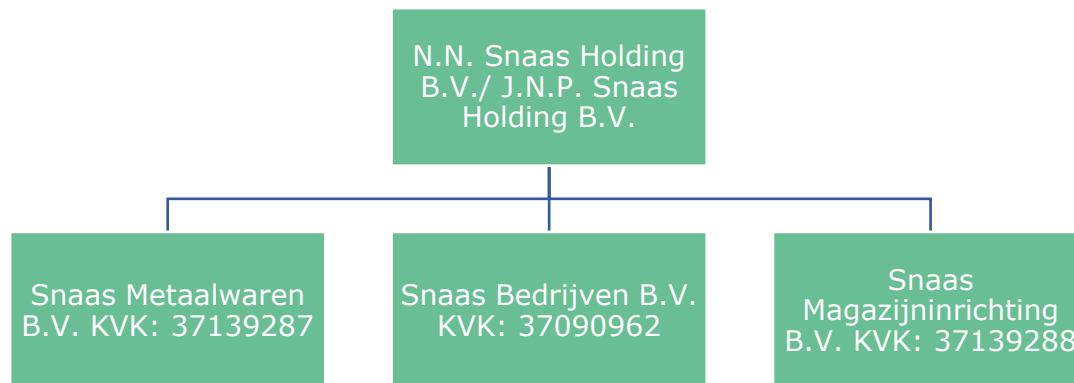 N.N. Snaas Holding
B.V./ J.N.P. Snaas
Holding B.V.
Snaas Metaalwaren
B.V. KVK: 37139287
Snaas Bedrijven B.V.
KVK: 37090962
Snaas
Magazijninrichting
B.V. KVK: 37139288